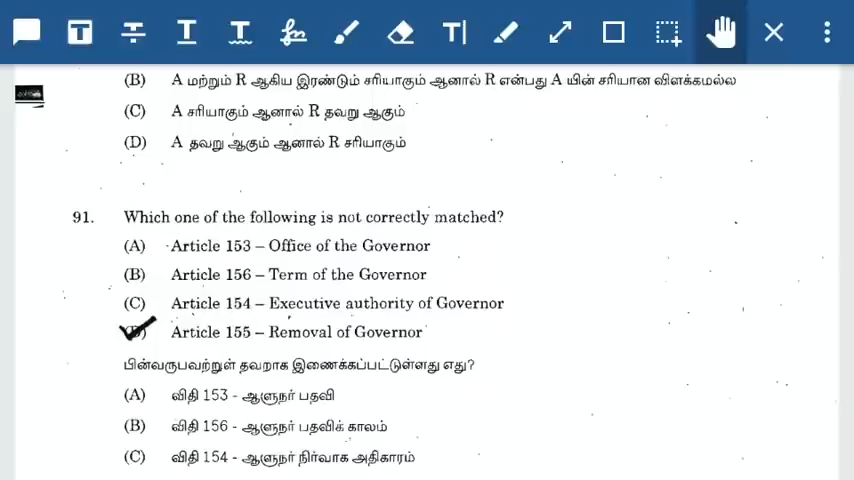 (B) A மற்றும் R ஆகிய இரண்டும் சரியாகும் ஆனால் R என்பது A யின் சரியான விளக்கமல்ல
(C) A சரியாகும் ஆனால் R தவறு ஆகும்
(D) A தவறு ஆகும் ஆனால் R சரியாகும்
91. Which one of the following is not correctly matched?
(A) Article 153 – Office of the Governor
(B) Article 156 – Term of the Governor
(C) Article 154 – Executive authority of Governor
(D) Article 155 – Removal of Governor
பின்வருபவற்றுள் தவறாக இணைக்கப்பட்டுள்ளது எது?
(A) விதி 153 - ஆளுநர் பதவி
(B) விதி 156 - ஆளுநர் பதவிக் காலம்
(C) விதி 154 - ஆளுநர் நிர்வாக அதிகாரம்